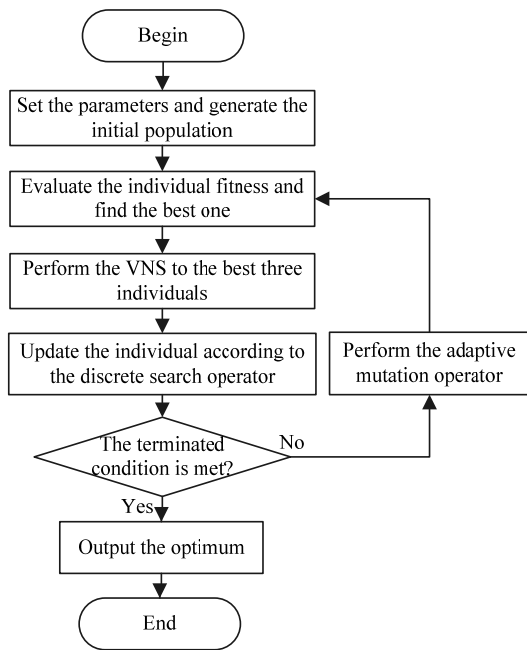 Begin
Set the parameters and generate the
initial population
Evaluate the individual fitness and
find the best one
Perform the VNS to the best three
individuals
Update the individual according to
the discrete search operator
Perform the adaptive
mutation operator
The terminated
condition is met?
No
Yes
Output the optimum
End